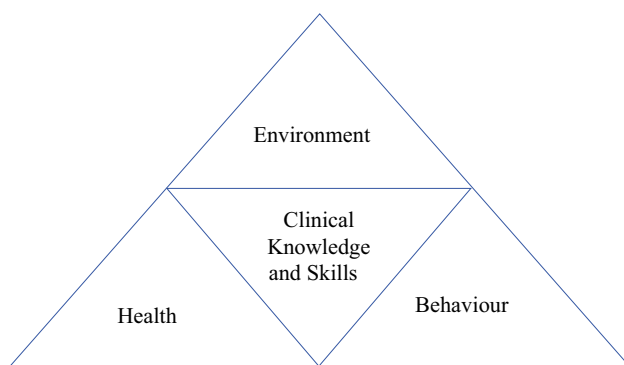 Environment
Clinical
Knowledge
and Skills
Health
Behaviour